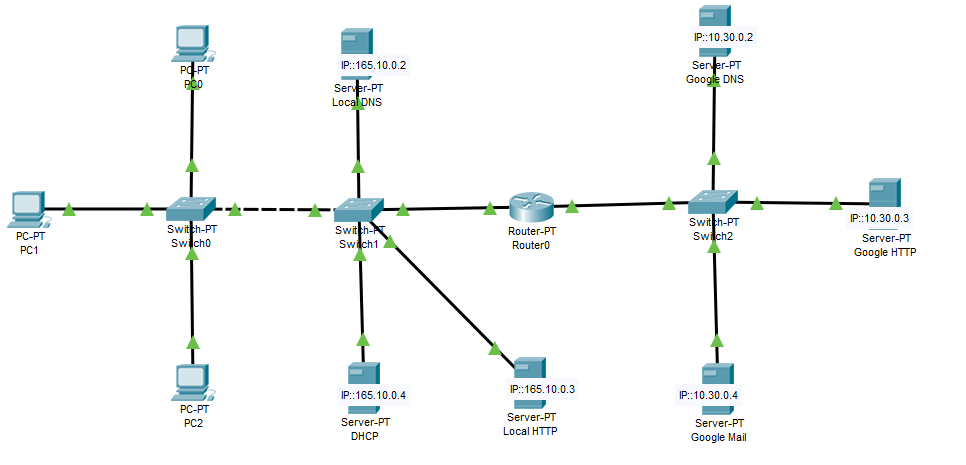 PC-PT
PC0
IP::165.10.0.2
Server-PT
Local DNS
IP::10.30.0.2
Server-PT
Google DNS
PC-PT
PC1
Switch-PT
Switch0
Switch-PT
Switch1
Router-PT
Router0
Switch-PT
Switch2
IP::10.30.0.3
Server-PT
Google HTTP
PC-PT
PC2
IP::165.10.0.4
Server-PT
DHCP
IP::165.10.0.3
Server-PT
Local HTTP
IP::10.30.0.4
Server-PT
Google Mail